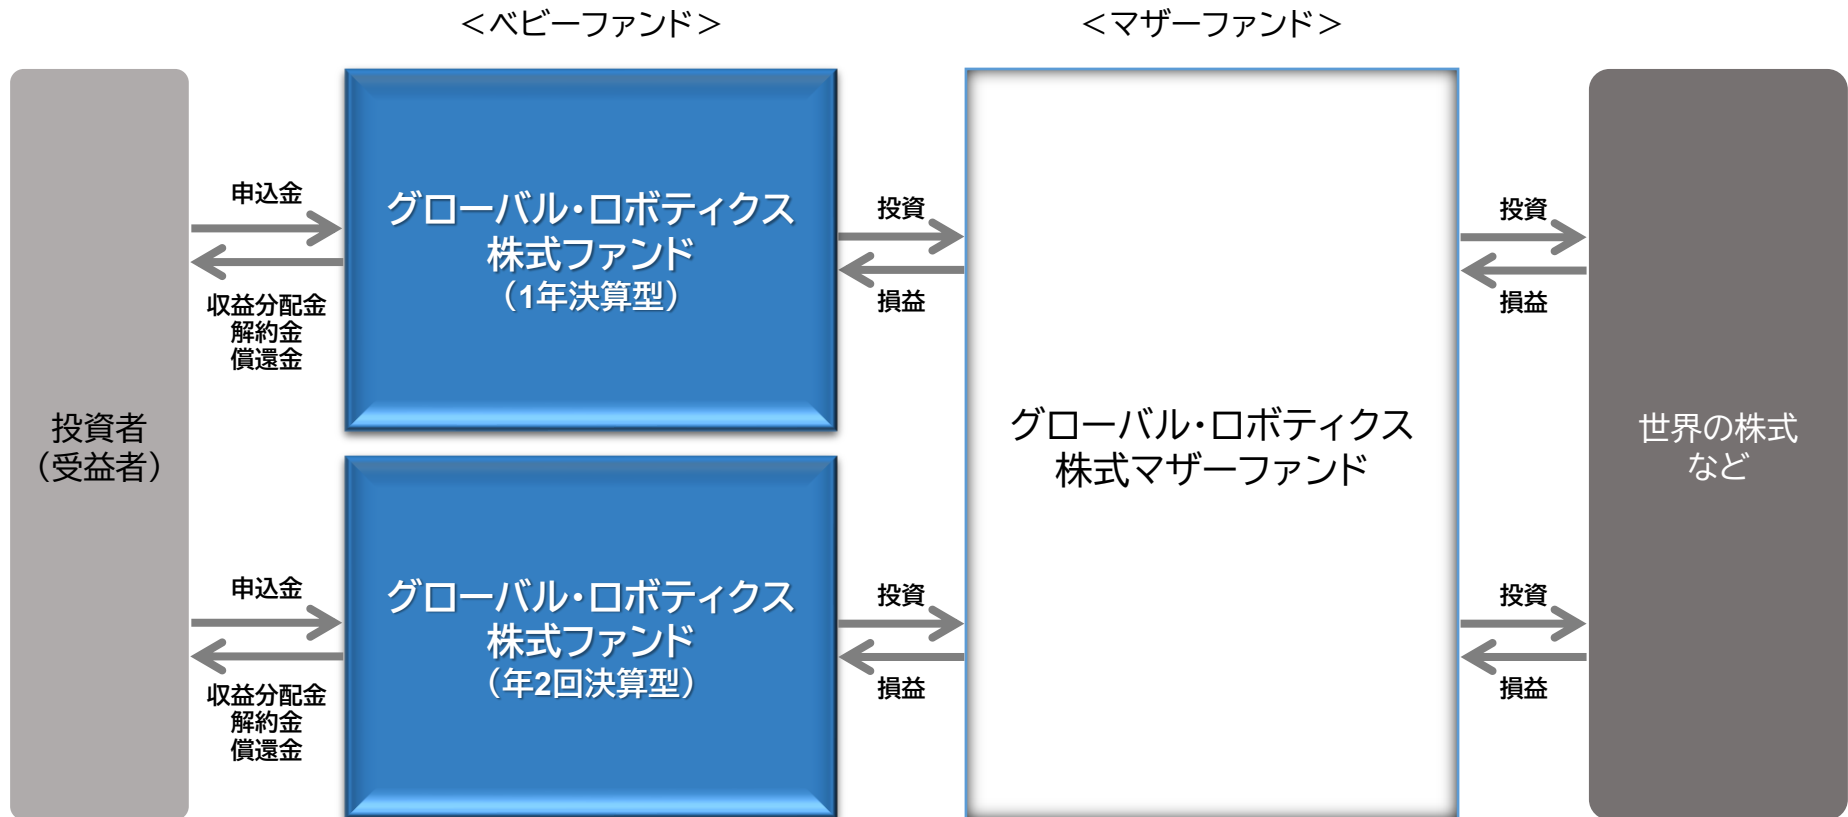 ＜ベビーファンド＞
＜マザーファンド＞
投資者
（受益者）
申込金
収益分配金
解約金
償還金
グローバル・ロボティクス
株式ファンド
（1年決算型）
投資
損益
申込金
収益分配金
解約金
償還金
グローバル・ロボティクス
株式ファンド
（年2回決算型）
投資
損益
グローバル・ロボティクス
株式マザーファンド
投資
損益
投資
損益
世界の株式
など